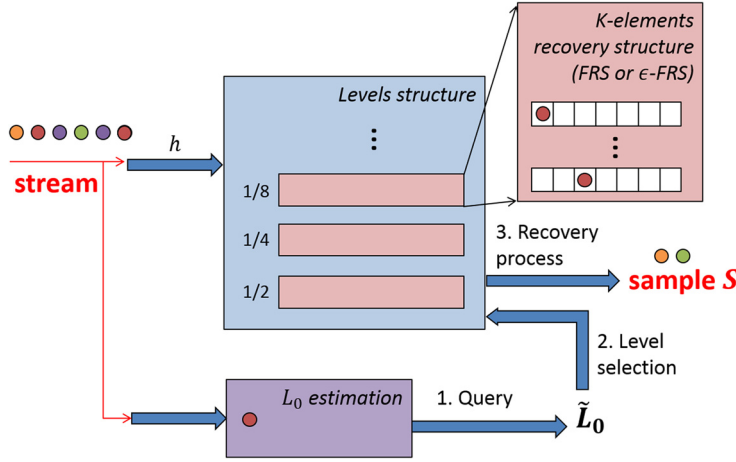 K-elements
recovery structure
(FRS or ϵ-FRS)
Levels structure
⋮
⋮
h
stream
1/8
1/4
1/2
3. Recovery
process
sample S
2. Level
selection
L₀ estimation
1. Query
L̃₀